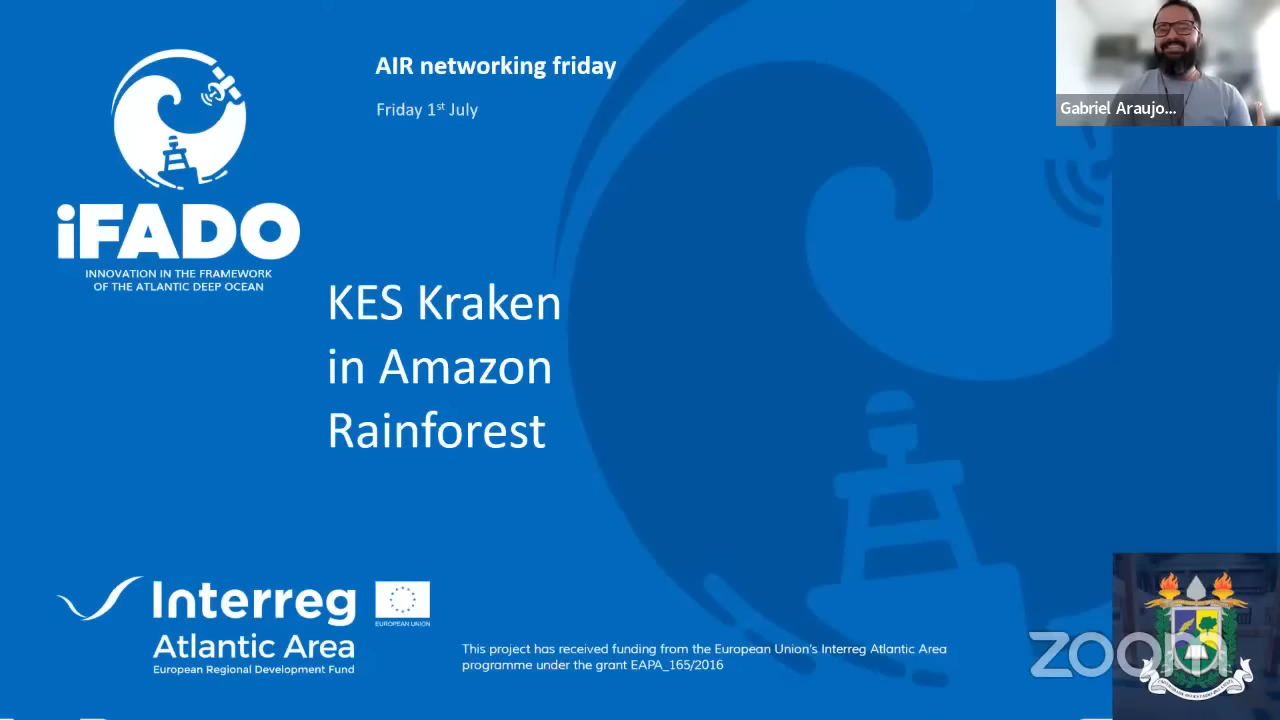 AIR networking friday
Friday 1st July
Gabriel Araujo...
iFADO
INNOVATION IN THE FRAMEWORK
OF THE ATLANTIC DEEP OCEAN
KES Kraken
in Amazon
Rainforest
Interreg
EUROPEAN UNION
Atlantic Area
European Regional Development Fund
This project has received funding from the European Union's Interreg Atlantic Area
programme under the grant EAPA_165/2016
zoom